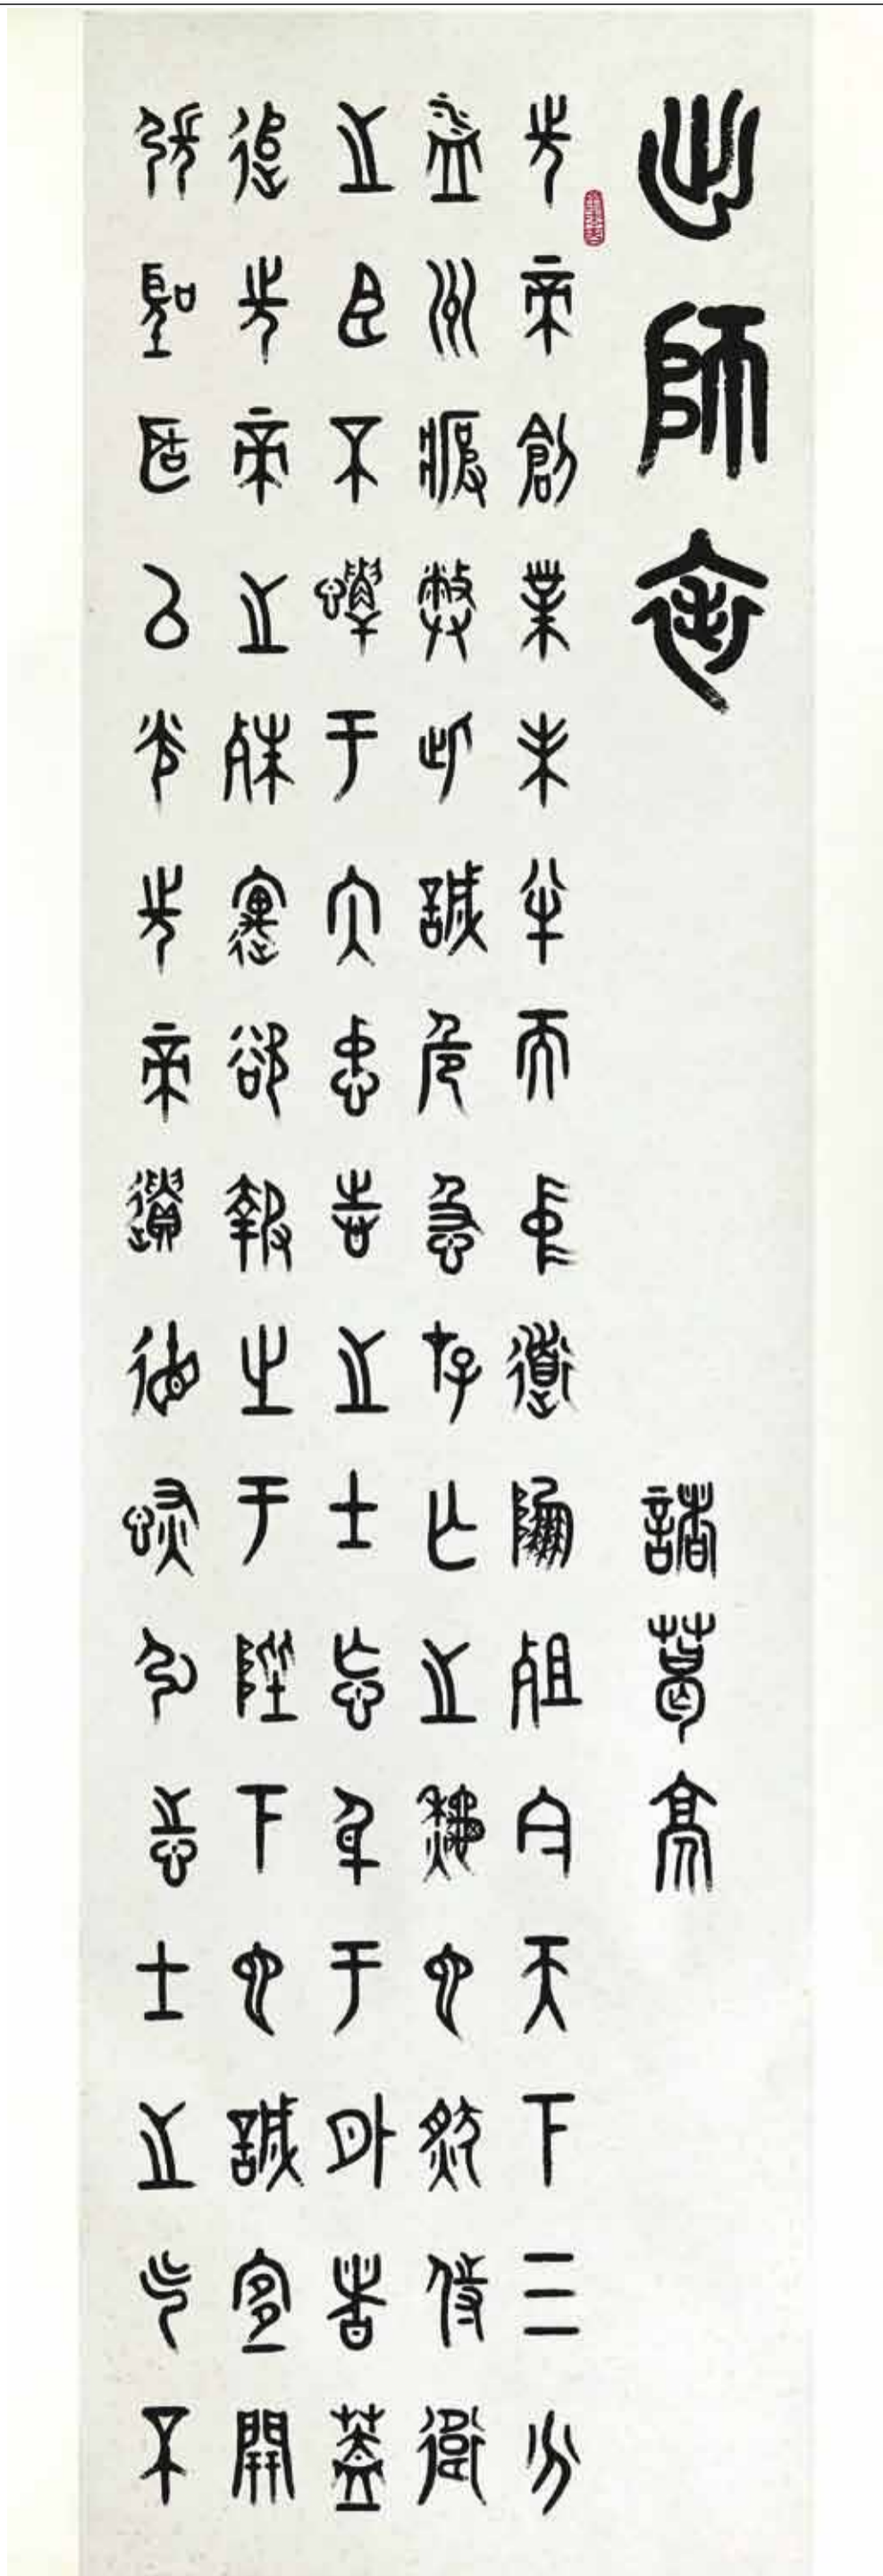 出師表
諸葛亮
先帝創業未半而中道崩殂今天下三分
益州疲弊此誠危急存亡之秋也然侍衛
之臣不懈于內忠志之士忘身于外者蓋
追先帝之殊遇欲報之于陛下也誠宜開
張聖聽以光先帝遺德恢弘志士之氣不